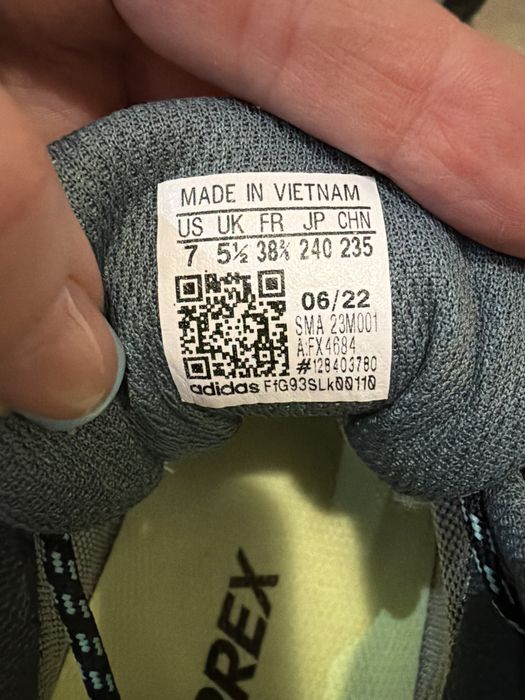 MADE IN VIETNAM
US UK FR JP CHN
7 5½ 38⅔ 240 235
06/22
SMA 23M001
A:FX4684
#128403780
adidas FfG93SLk00110
REX